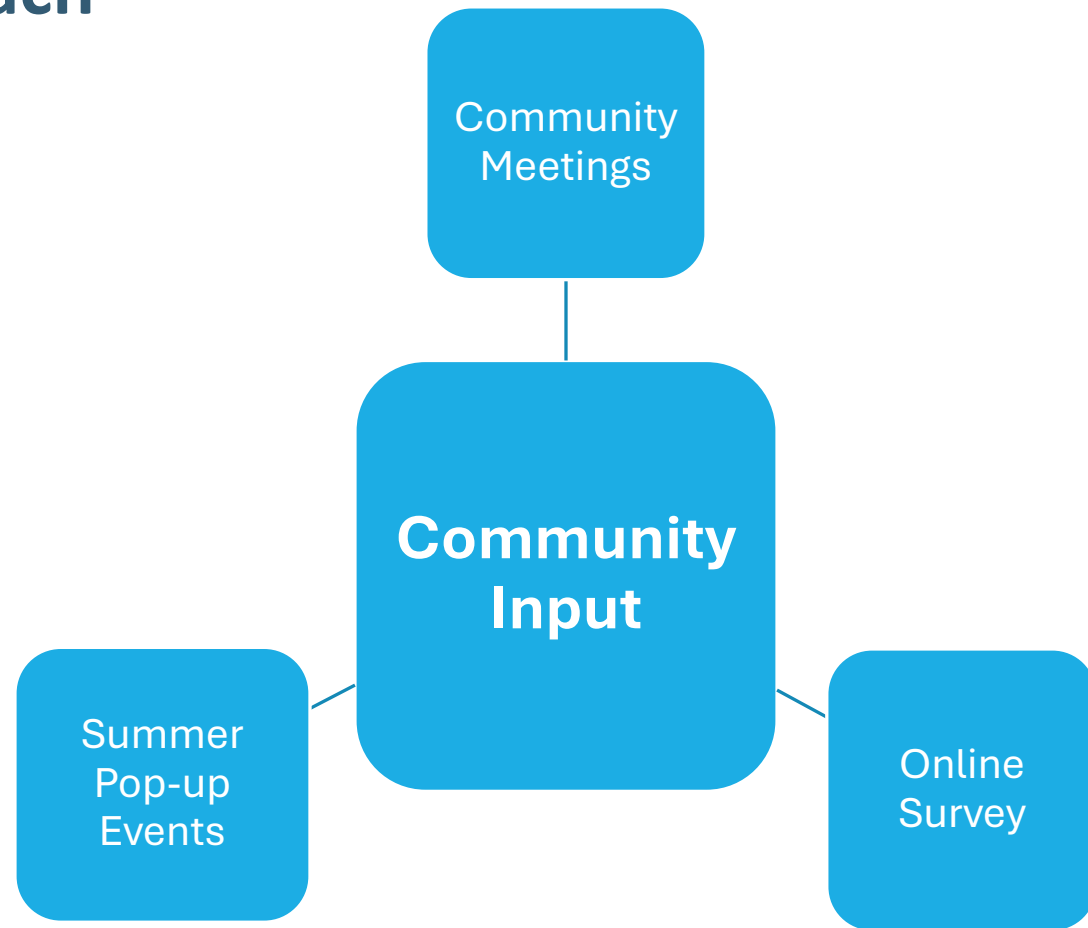 Community
Meetings
Community
Input
Summer
Pop-up
Events
Online
Survey